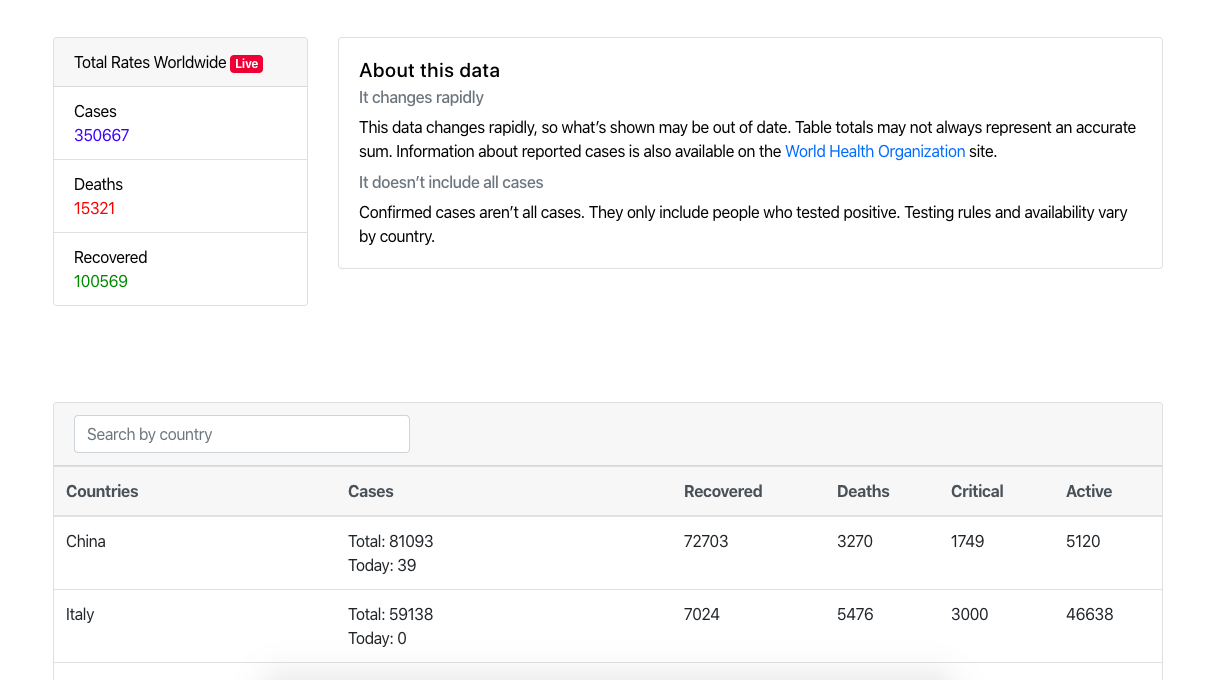 Total Rates Worldwide Live
Cases
350667
Deaths
15321
Recovered
100569
About this data
It changes rapidly
This data changes rapidly, so what’s shown may be out of date. Table totals may not always represent an accurate
sum. Information about reported cases is also available on the World Health Organization site.
It doesn’t include all cases
Confirmed cases aren’t all cases. They only include people who tested positive. Testing rules and availability vary
by country.
Search by country
Countries Cases Recovered Deaths Critical Active
China Total: 81093 72703 3270 1749 5120
Today: 39
Italy Total: 59138 7024 5476 3000 46638
Today: 0